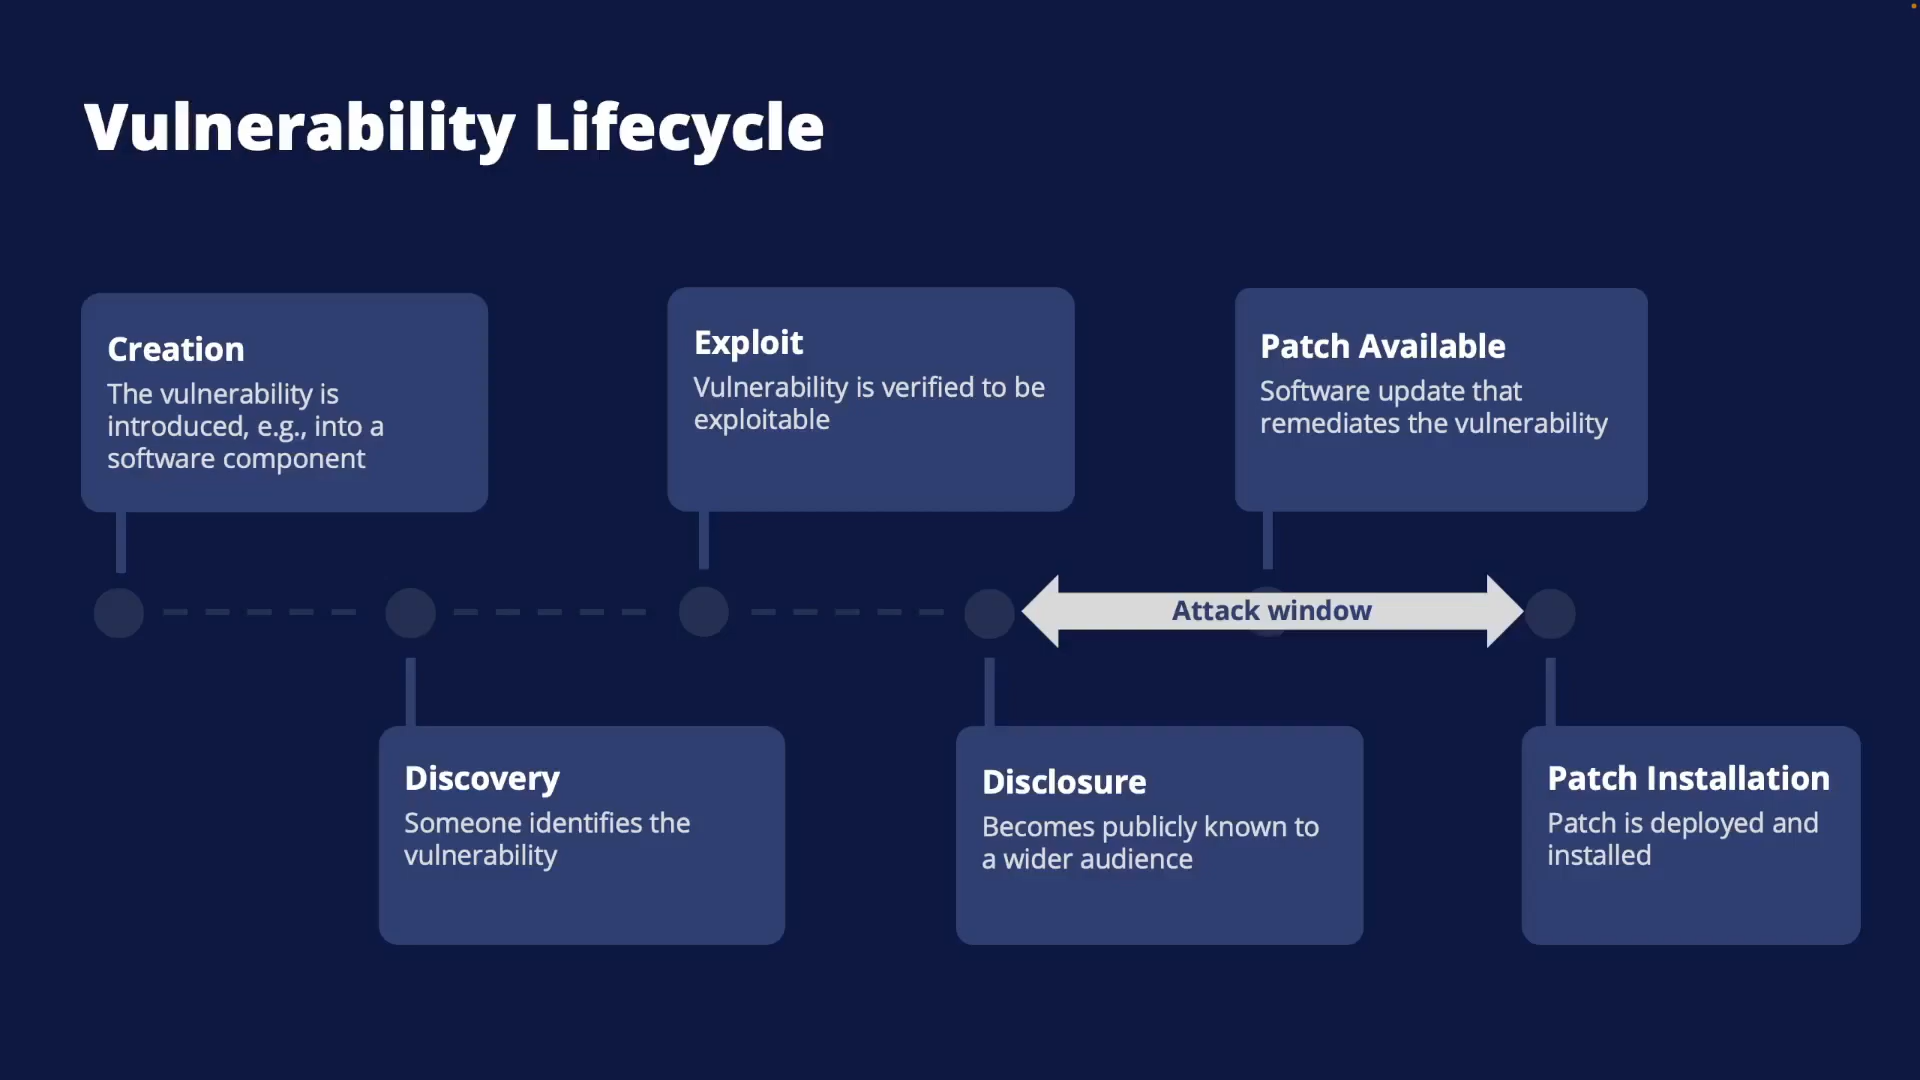 Vulnerability Lifecycle
Creation
The vulnerability is
introduced, e.g., into a
software component
Exploit
Vulnerability is verified to be
exploitable
Patch Available
Software update that
remediates the vulnerability
Attack window
Discovery
Someone identifies the
vulnerability
Disclosure
Becomes publicly known to
a wider audience
Patch Installation
Patch is deployed and
installed